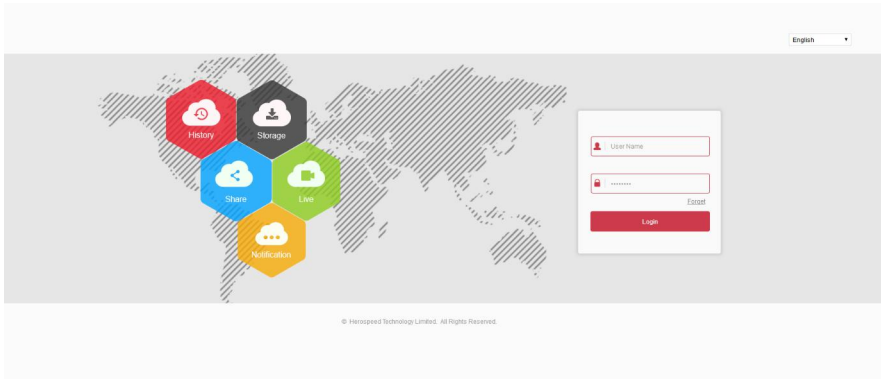 English
History
Storage
Share
Live
Notification
User Name
--------
Forget
Login
© Herospeed Technology Limited. All Rights Reserved.